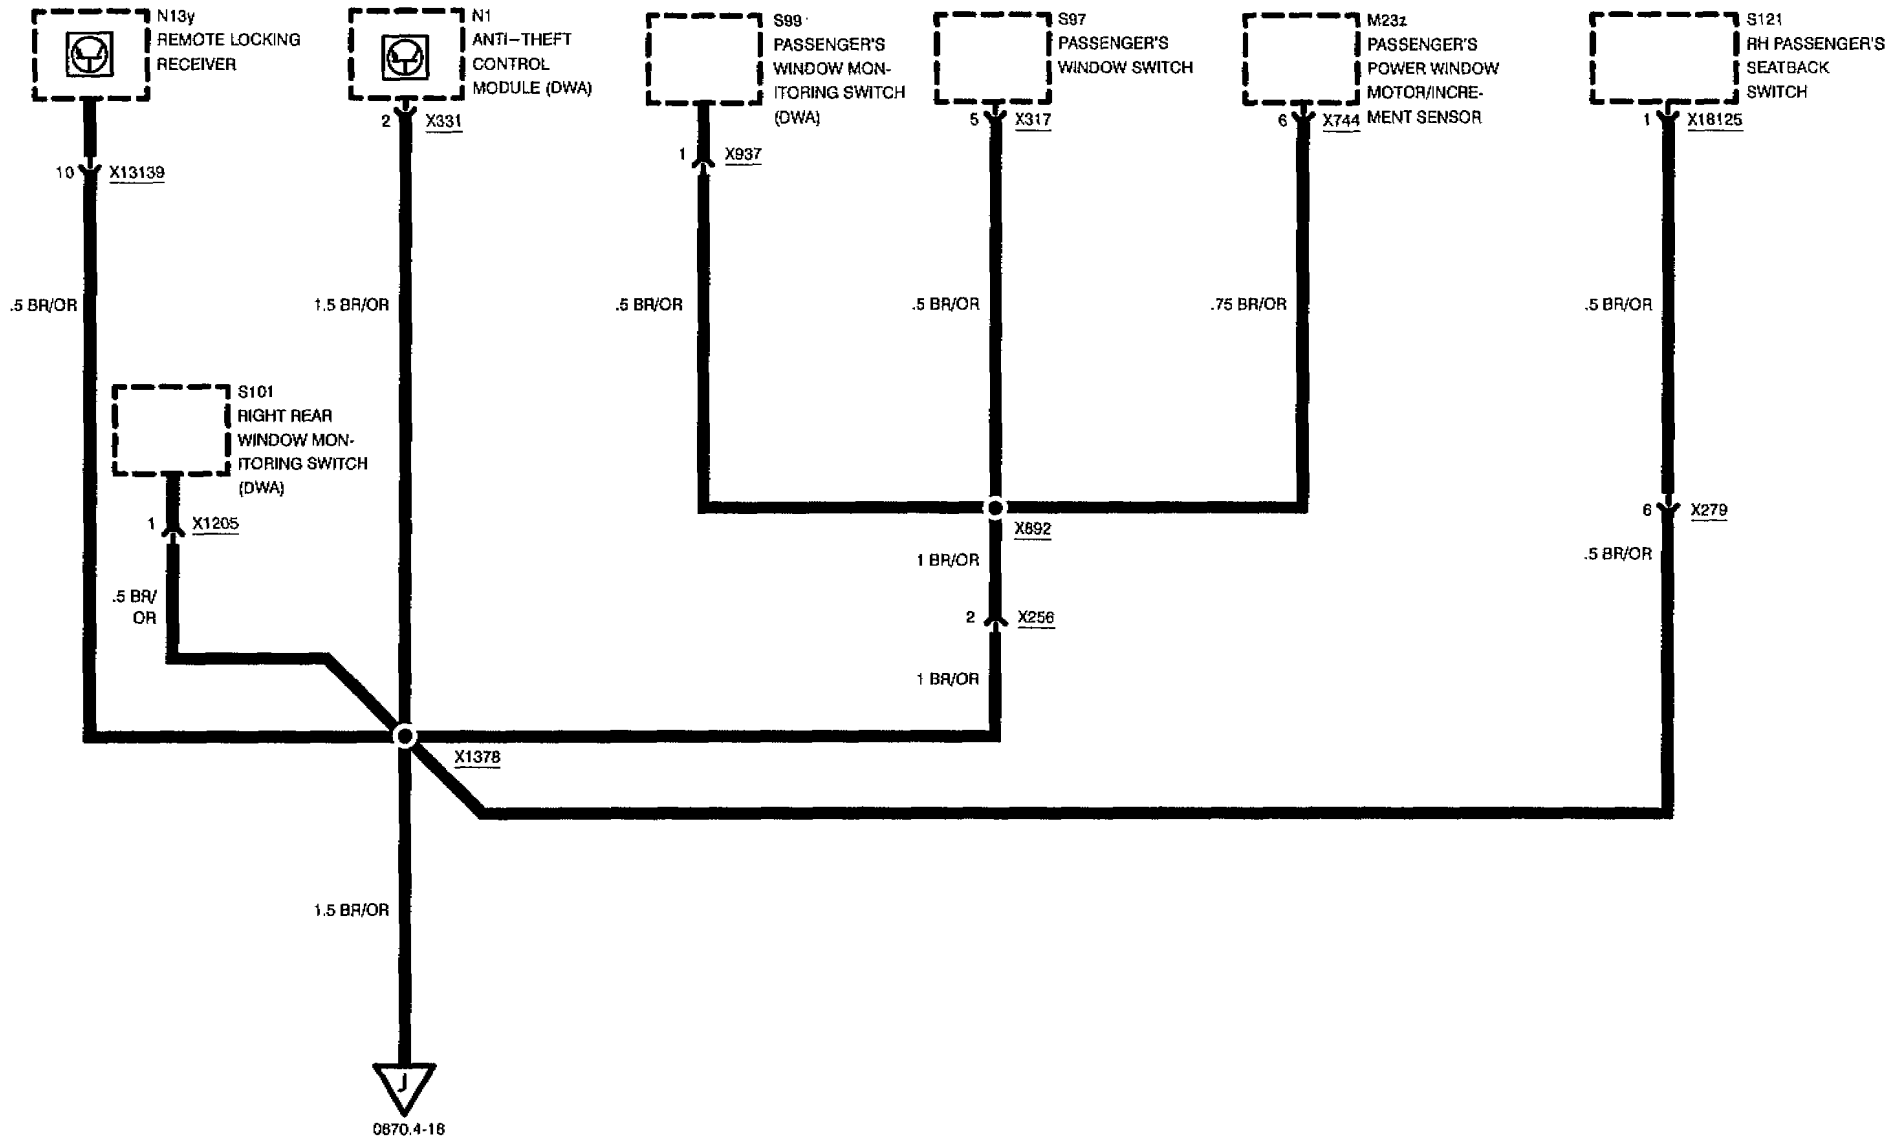 N13y
REMOTE LOCKING
RECEIVER
N1
ANTI-THEFT
CONTROL
MODULE (DWA)
S99
PASSENGER'S
WINDOW MON-
ITORING SWITCH
(DWA)
S97
PASSENGER'S
WINDOW SWITCH
M23z
PASSENGER'S
POWER WINDOW
MOTOR/INCRE-
MENT SENSOR
S121
RH PASSENGER'S
SEATBACK
SWITCH
2 X331
5 X317
6 X744
1 X18125
1 X937
10 X13139
.5 BR/OR
1.5 BR/OR
.5 BR/OR
.5 BR/OR
.75 BR/OR
.5 BR/OR
S101
RIGHT REAR
WINDOW MON-
ITORING SWITCH
(DWA)
1 X1205
6 X279
X892
.5 BR/OR
1 BR/OR
.5 BR/
OR
2 X256
1 BR/OR
X1378
1.5 BR/OR
J
0870.4-18